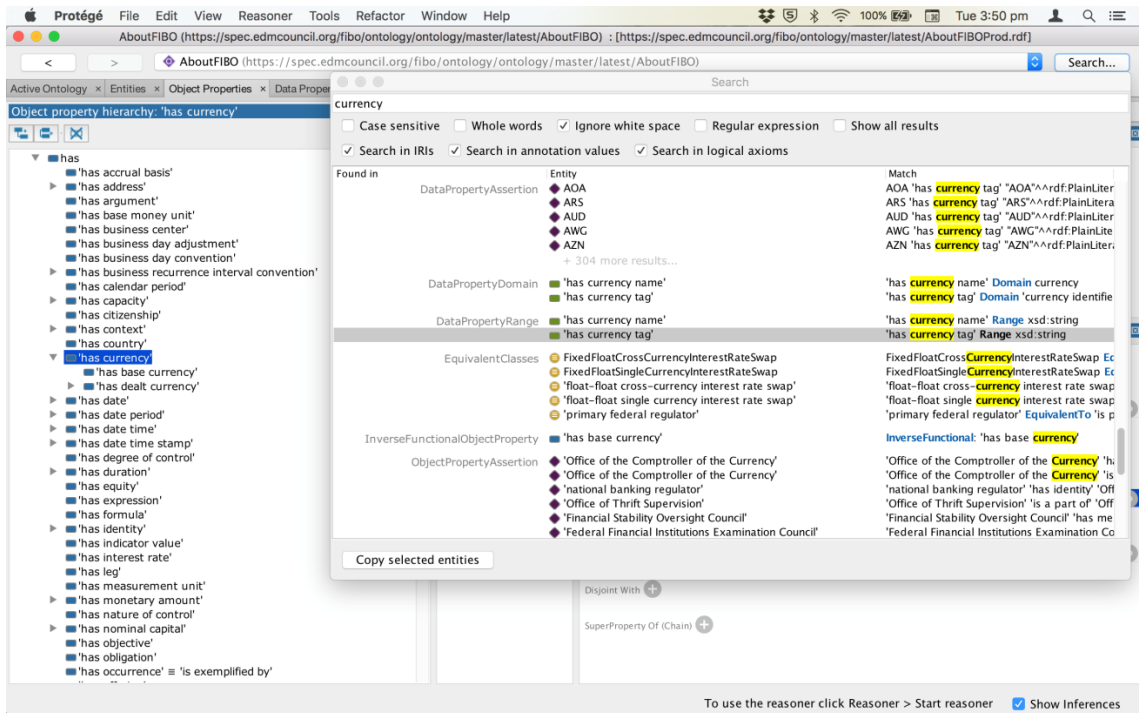 Protégé File Edit View Reasoner Tools Refactor Window Help 100% Tue 3:50 pm
AboutFIBO (https://spec.edmcouncil.org/fibo/ontology/ontology/master/latest/AboutFIBO) : [https://spec.edmcouncil.org/fibo/ontology/master/latest/AboutFIBOProd.rdf]
< > AboutFIBO (https://spec.edmcouncil.org/fibo/ontology/ontology/master/latest/AboutFIBO) Search...
Active Ontology × Entities × Object Properties × Data Proper
Search
Object property hierarchy: 'has currency'
currency
Case sensitive Whole words Ignore white space Regular expression Show all results
Search in IRIs Search in annotation values Search in logical axioms
has
'has accrual basis'
'has address'
'has argument'
'has base money unit'
'has business center'
'has business day adjustment'
'has business day convention'
'has business recurrence interval convention'
'has calendar period'
'has capacity'
'has citizenship'
'has context'
'has country'
'has currency'
'has base currency'
'has dealt currency'
'has date'
'has date period'
'has date time'
'has date time stamp'
'has degree of control'
'has duration'
'has equity'
'has expression'
'has formula'
'has identity'
'has indicator value'
'has interest rate'
'has leg'
'has measurement unit'
'has monetary amount'
'has nature of control'
'has nominal capital'
'has objective'
'has obligation'
'has occurrence' ≡ 'is exemplified by'
Found in Entity Match
DataPropertyAssertion AOA AOA 'has currency tag' "AOA"^^rdf:PlainLiter
ARS ARS 'has currency tag' "ARS"^^rdf:PlainLitera
AUD AUD 'has currency tag' "AUD"^^rdf:PlainLiter
AWG AWG 'has currency tag' "AWG"^^rdf:PlainLite
AZN AZN 'has currency tag' "AZN"^^rdf:PlainLitera
+ 304 more results...
DataPropertyDomain 'has currency name' 'has currency name' Domain currency
'has currency tag' 'has currency tag' Domain 'currency identifie
DataPropertyRange 'has currency name' 'has currency name' Range xsd:string
'has currency tag' 'has currency tag' Range xsd:string
EquivalentClasses FixedFloatCrossCurrencyInterestRateSwap FixedFloatCrossCurrencyInterestRateSwap Ec
FixedFloatSingleCurrencyInterestRateSwap FixedFloatSingleCurrencyInterestRateSwap Ec
'float-float cross-currency interest rate swap' 'float-float cross-currency interest rate swap
'float-float single currency interest rate swap' 'float-float single currency interest rate swap
'primary federal regulator' 'primary federal regulator' EquivalentTo 'is p
InverseFunctionalObjectProperty 'has base currency' InverseFunctional: 'has base currency'
ObjectPropertyAssertion 'Office of the Comptroller of the Currency' 'Office of the Comptroller of the Currency' 'ha
'Office of the Comptroller of the Currency' 'Office of the Comptroller of the Currency' 'is
'national banking regulator' 'national banking regulator' 'has identity' 'Off
'Office of Thrift Supervision' 'Office of Thrift Supervision' 'is a part of' 'Off
'Financial Stability Oversight Council' 'Financial Stability Oversight Council' 'has me
'Federal Financial Institutions Examination Council' 'Federal Financial Institutions Examination Co
Copy selected entities
Disjoint With
SuperProperty Of (Chain)
To use the reasoner click Reasoner > Start reasoner Show Inferences